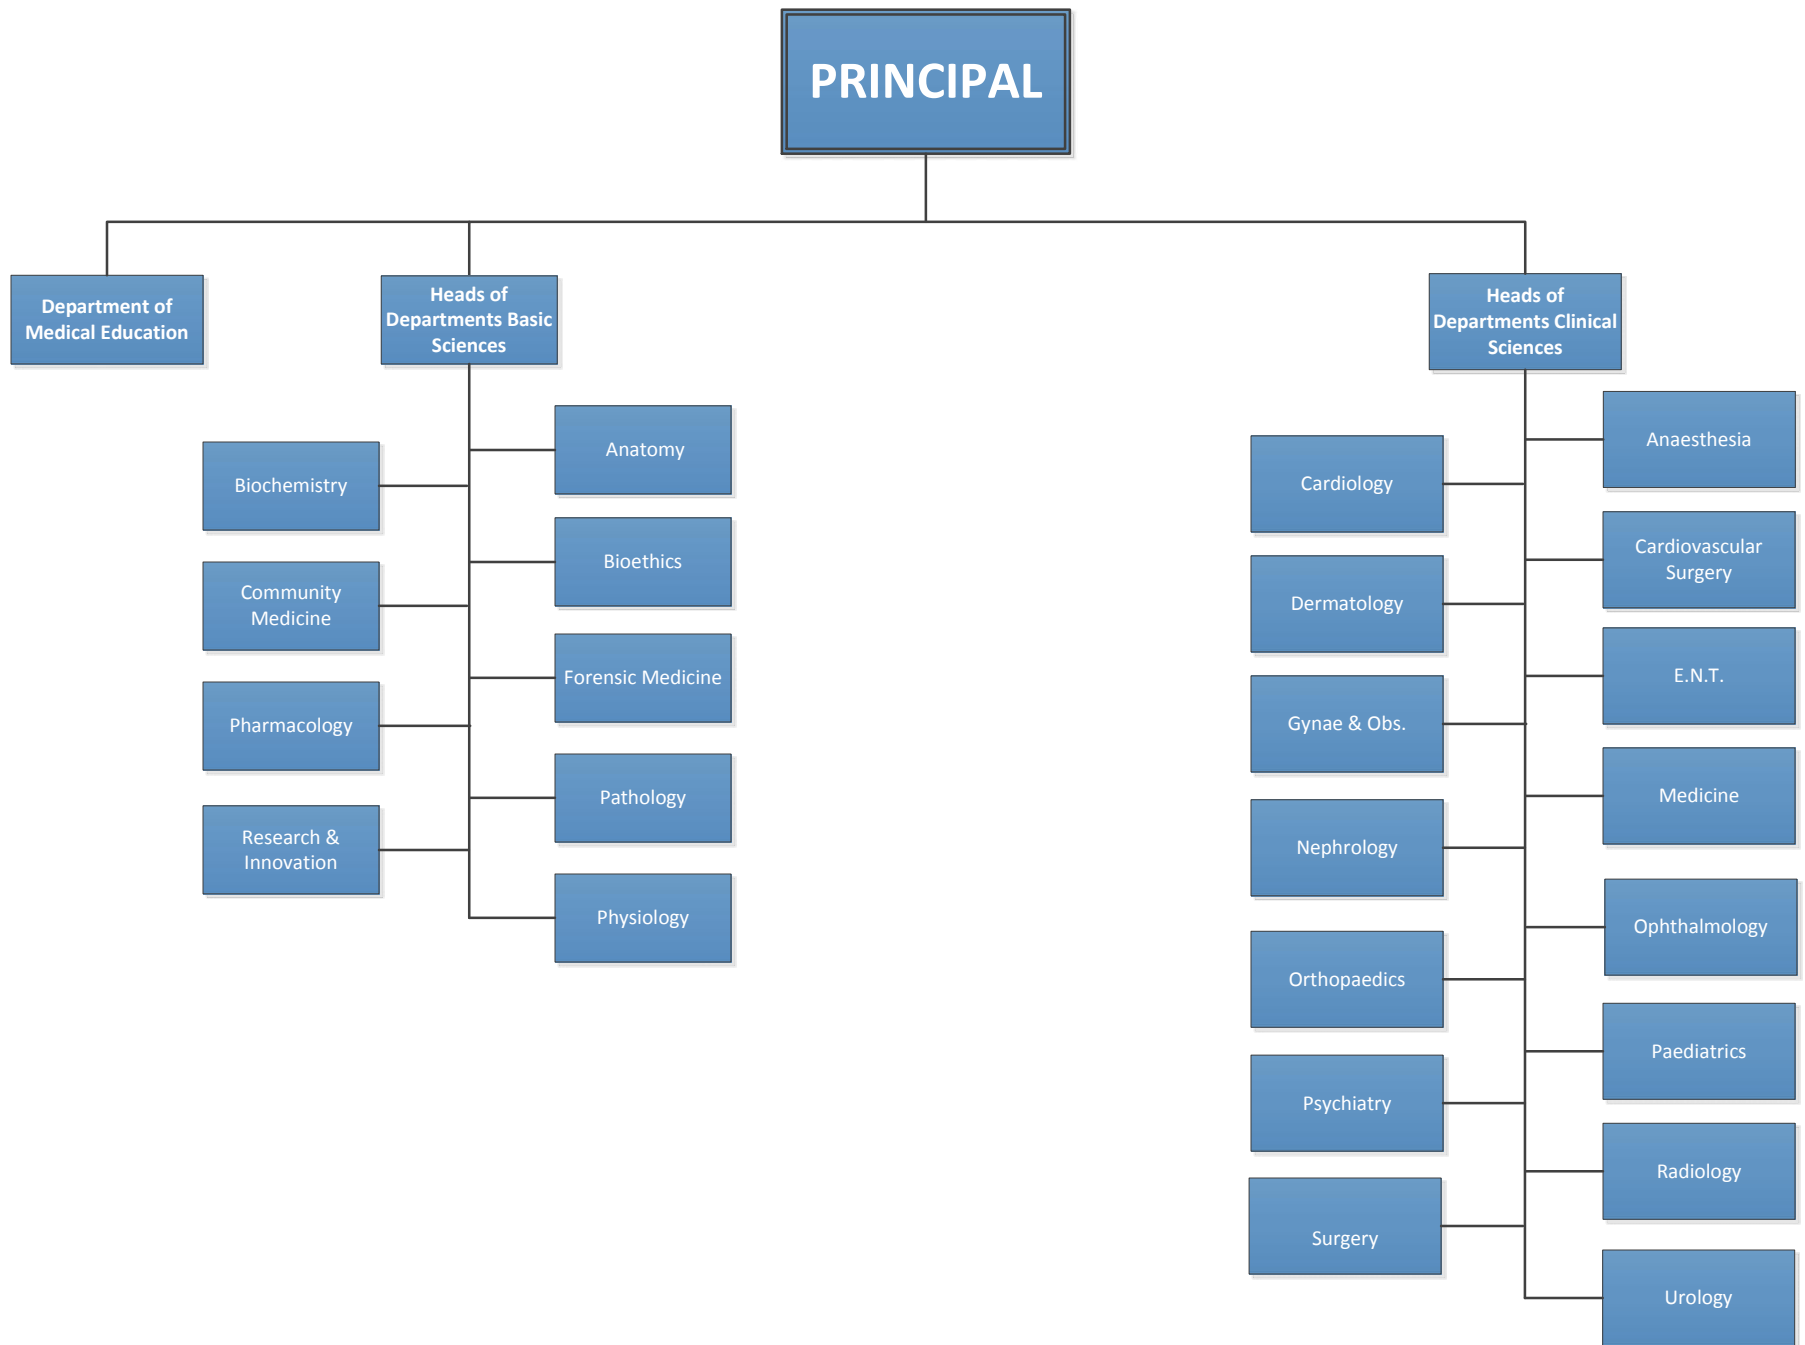 PRINCIPAL
Department of
Medical Education
Heads of
Departments Basic
Sciences
Heads of
Departments Clinical
Sciences
Anatomy
Biochemistry
Bioethics
Community
Medicine
Forensic Medicine
Pharmacology
Pathology
Research &
Innovation
Physiology
Anaesthesia
Cardiology
Cardiovascular
Surgery
Dermatology
E.N.T.
Gynae & Obs.
Medicine
Nephrology
Ophthalmology
Orthopaedics
Paediatrics
Psychiatry
Radiology
Surgery
Urology